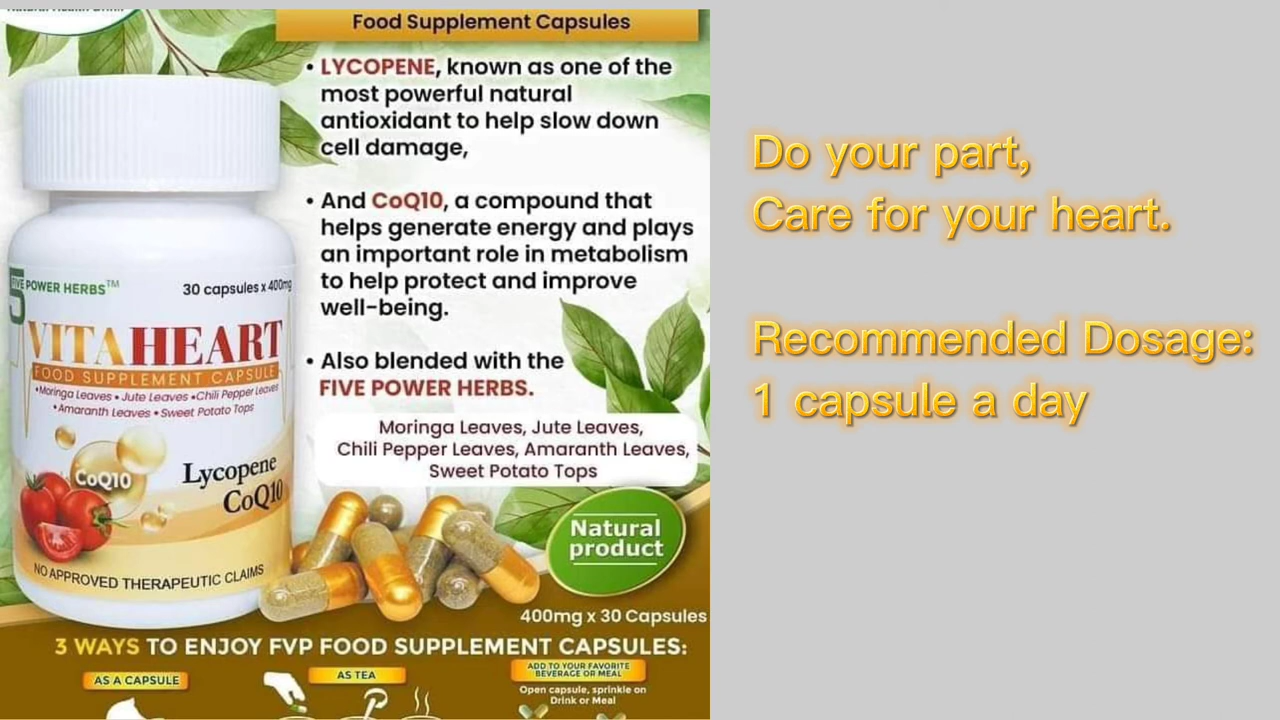 Food Supplement Capsules
• LYCOPENE, known as one of the
most powerful natural
antioxidant to help slow down
cell damage,
• And CoQ10, a compound that
helps generate energy and plays
an important role in metabolism
to help protect and improve
well-being.
• Also blended with the
FIVE POWER HERBS.
Moringa Leaves, Jute Leaves,
Chili Pepper Leaves, Amaranth Leaves,
Sweet Potato Tops
5
FIVE POWER HERBS™
30 capsules x 400mg
VITAHEART
FOOD SUPPLEMENT CAPSULE
•Moringa Leaves • Jute Leaves •Chili Pepper Leaves
•Amaranth Leaves • Sweet Potato Tops
CoQ10
Lycopene
CoQ10
NO APPROVED THERAPEUTIC CLAIMS
Natural
product
400mg x 30 Capsules
3 WAYS TO ENJOY FVP FOOD SUPPLEMENT CAPSULES:
AS A CAPSULE
AS TEA
ADD TO YOUR FAVORITE
BEVERAGE OR MEAL
Open capsule, sprinkle on
Drink or Meal
Do your part,
Care for your heart.
Recommended Dosage:
1 capsule a day